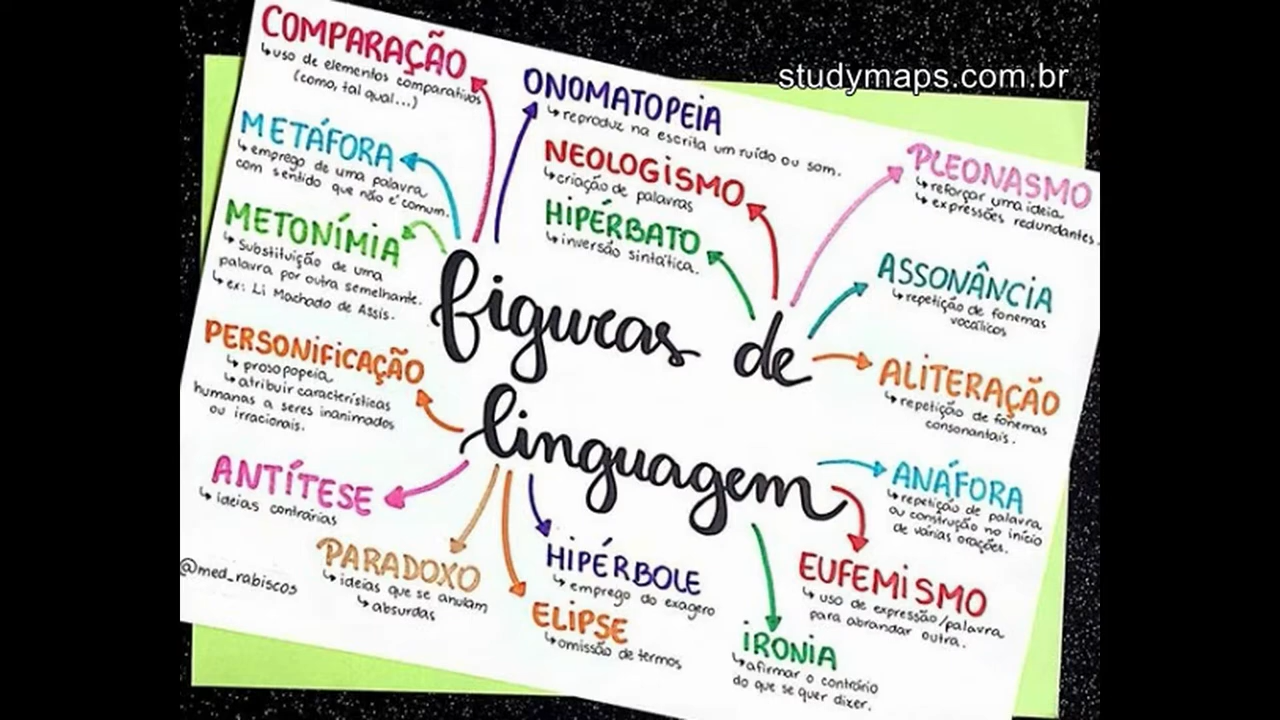 studymaps.com.br
COMPARAÇÃO
↳uso de elementos comparativos
(como, tal qual...)
METÁFORA
↳emprego de uma palavra
com sentido que não é comum.
METONÍMIA
↳Substituição de uma
palavra por outra semelhante.
↳ex: Li Machado de Assis.
PERSONIFICAÇÃO
↳prosopopeia
↳atribuir características
humanas a seres inanimados
ou irracionais.
ANTÍTESE
↳ideias contrárias
@med_rabiscos
PARADOXO
↳ideias que se anulam
↳absurdas
ELIPSE
↳omissão de termos
HIPÉRBOLE
↳emprego do exagero
ONOMATOPEIA
↳reproduz na escrita um ruído ou som.
NEOLOGISMO
↳criação de palavras
HIPÉRBATO
↳inversão sintática.
figuras de
linguagem
PLEONASMO
↳reforçar uma ideia
↳expressões redundantes.
ASSONÂNCIA
↳repetição de fonemas
vocálicos
ALITERAÇÃO
↳repetição de fonemas
consonantais.
ANÁFORA
↳repetição de palavra
ou construção no início
de várias orações.
EUFEMISMO
↳uso de expressão/palavra
para abrandar outra.
IRONIA
↳afirmar o contrário
do que se quer dizer.